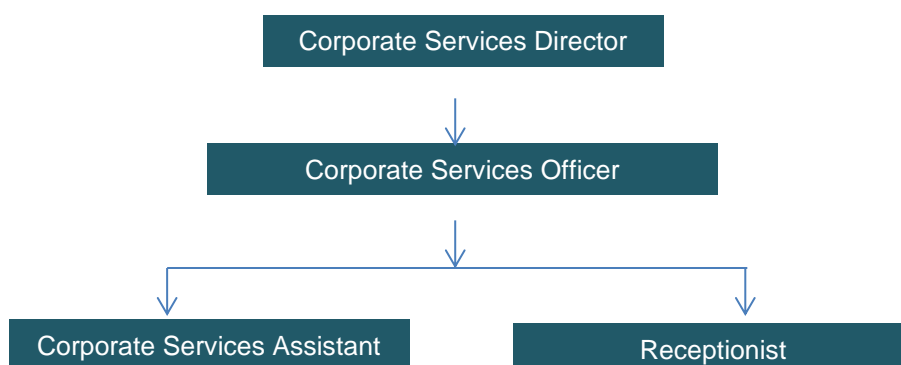 Corporate Services Director
Corporate Services Officer
Corporate Services Assistant
Receptionist